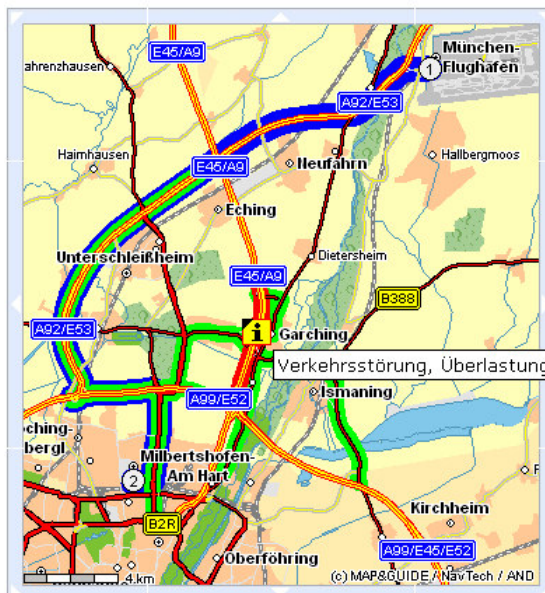 E45/A9
München-
Flughafen
ahrenzhausen
1
A92/E53
Haimhausen
E45/A9
Neufahrn
Hallbergmoos
Eching
Unterschleißheim
Dietersheim
E45/A9
B388
A92/E53
i
Garching
Verkehrsstörung, Überlastung
A99/E52
Ismaning
oching-
bergl
Milbertshofen-
Am Hart
2
Kirchheim
B2R
A99/E45/E52
Oberföhring
4 km
(c) MAP&GUIDE / NavTech / AND